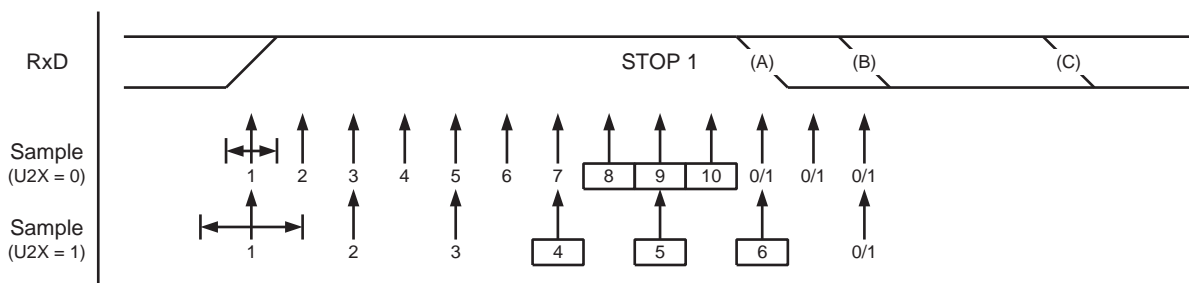 RxD
STOP 1
(A)
(B)
(C)
Sample
(U2X = 0)
1 2 3 4 5 6 7 8 9 10 0/1 0/1 0/1
Sample
(U2X = 1)
1 2 3 4 5 6 0/1